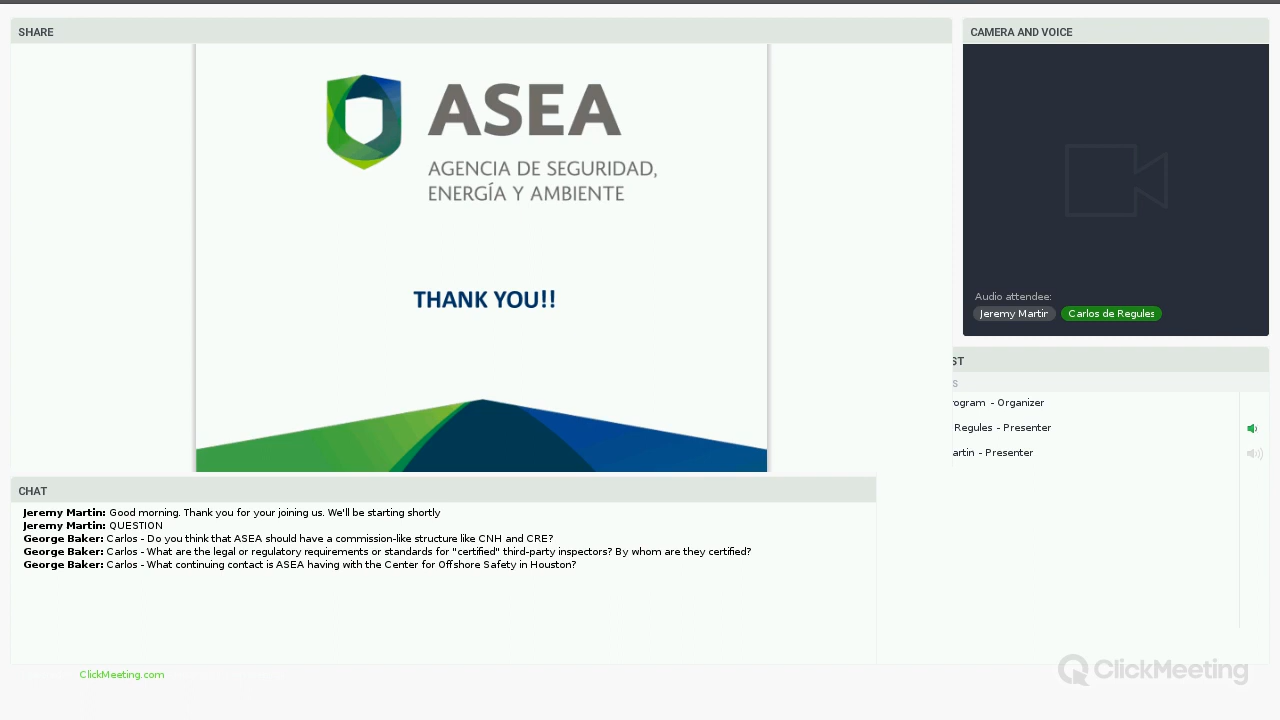 SHARE
ASEA
AGENCIA DE SEGURIDAD,
ENERGÍA Y AMBIENTE
THANK YOU!!
CAMERA AND VOICE
Audio attendee:
Jeremy Martin
Carlos de Regules
ST
S
rogram - Organizer
Regules - Presenter
artin - Presenter
CHAT
Jeremy Martin: Good morning. Thank you for your joining us. We'll be starting shortly
Jeremy Martin: QUESTION
George Baker: Carlos - Do you think that ASEA should have a commission-like structure like CNH and CRE?
George Baker: Carlos - What are the legal or regulatory requirements or standards for "certified" third-party inspectors? By whom are they certified?
George Baker: Carlos - What continuing contact is ASEA having with the Center for Offshore Safety in Houston?
ClickMeeting.com
ClickMeeting